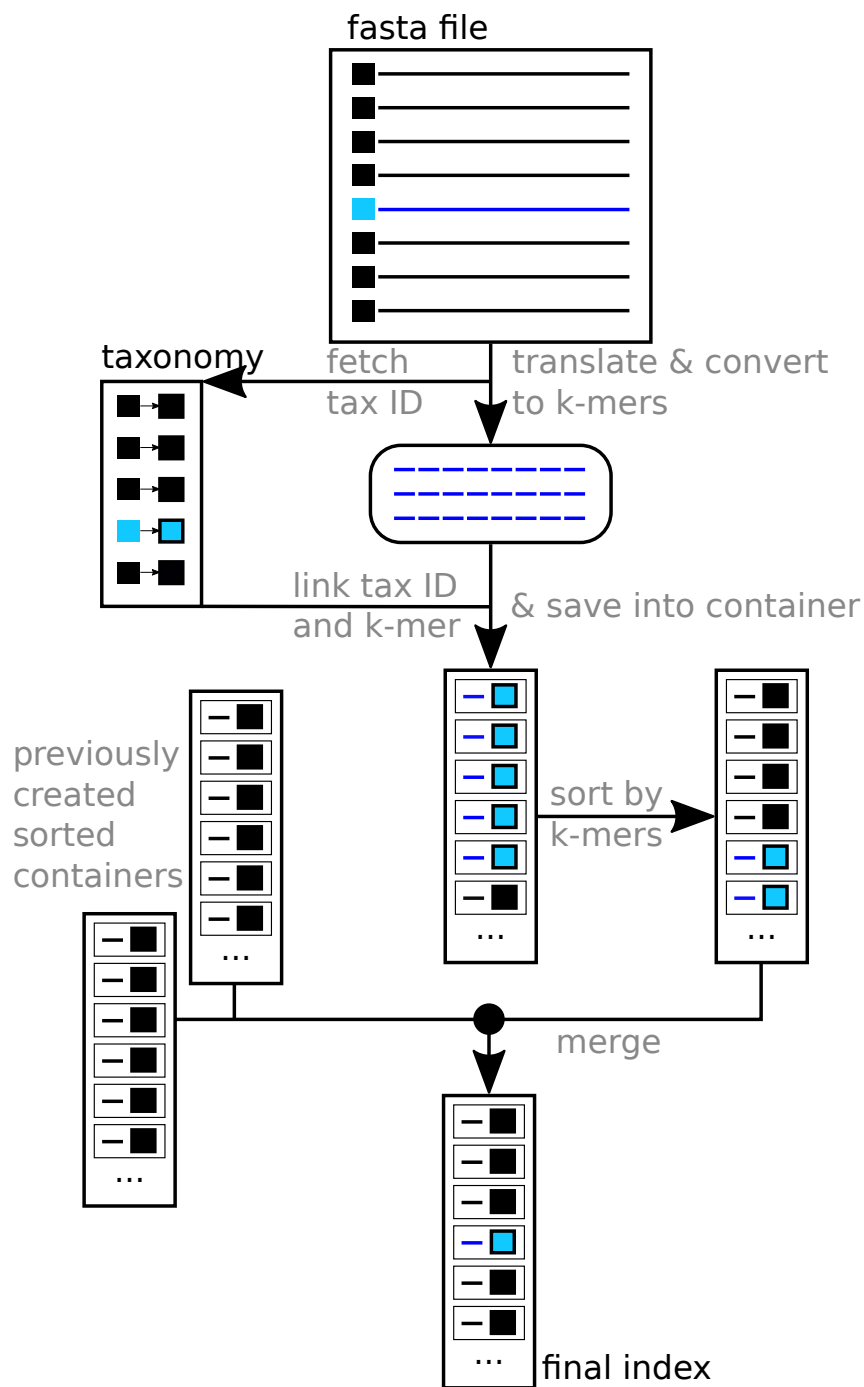 fasta file
taxonomy
fetch
tax ID
translate & convert
to k-mers
link tax ID
and k-mer
& save into container
previously
created
sorted
containers
sort by
k-mers
...
...
...
...
merge
...
final index